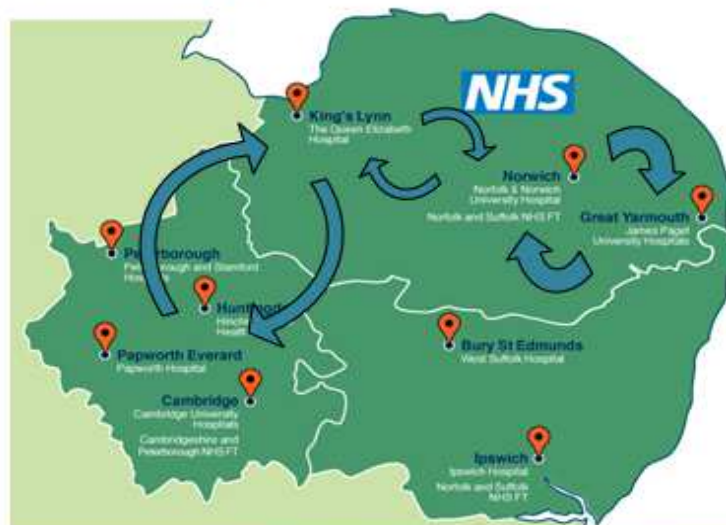 NHS
King's Lynn
The Queen Elizabeth
Hospital
Norwich
Norfolk & Norwich
University Hospital
Norfolk and Suffolk NHS FT
Great Yarmouth
James Paget
University Hospitals
Peterborough and Stamford
Papworth Everard
Papworth Hospital
Bury St Edmunds
West Suffolk Hospital
Cambridge
Cambridge University
Hospitals
Cambridgeshire and
Peterborough NHS FT
Ipswich
Ipswich Hospital
Norfolk and Suffolk
NHS FT